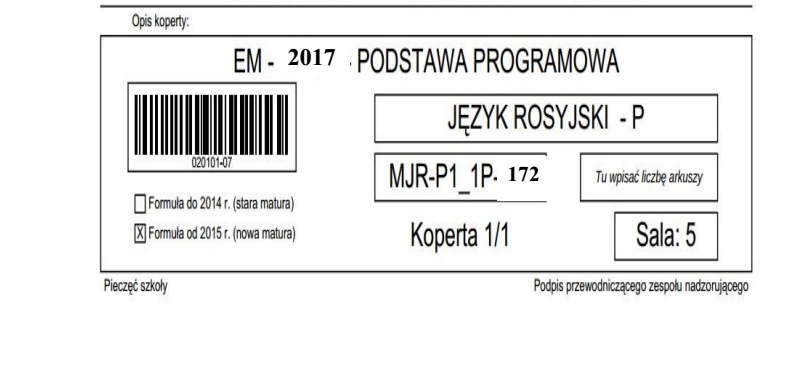 Opis koperty:
EM - 2017 - PODSTAWA PROGRAMOWA
020101-07
JĘZYK ROSYJSKI - P
MJR-P1_1P- 172
Tu wpisać liczbę arkuszy
Formuła do 2014 r. (stara matura)
X Formuła od 2015 r. (nowa matura)
Koperta 1/1
Sala: 5
Pieczęć szkoły
Podpis przewodniczącego zespołu nadzorującego